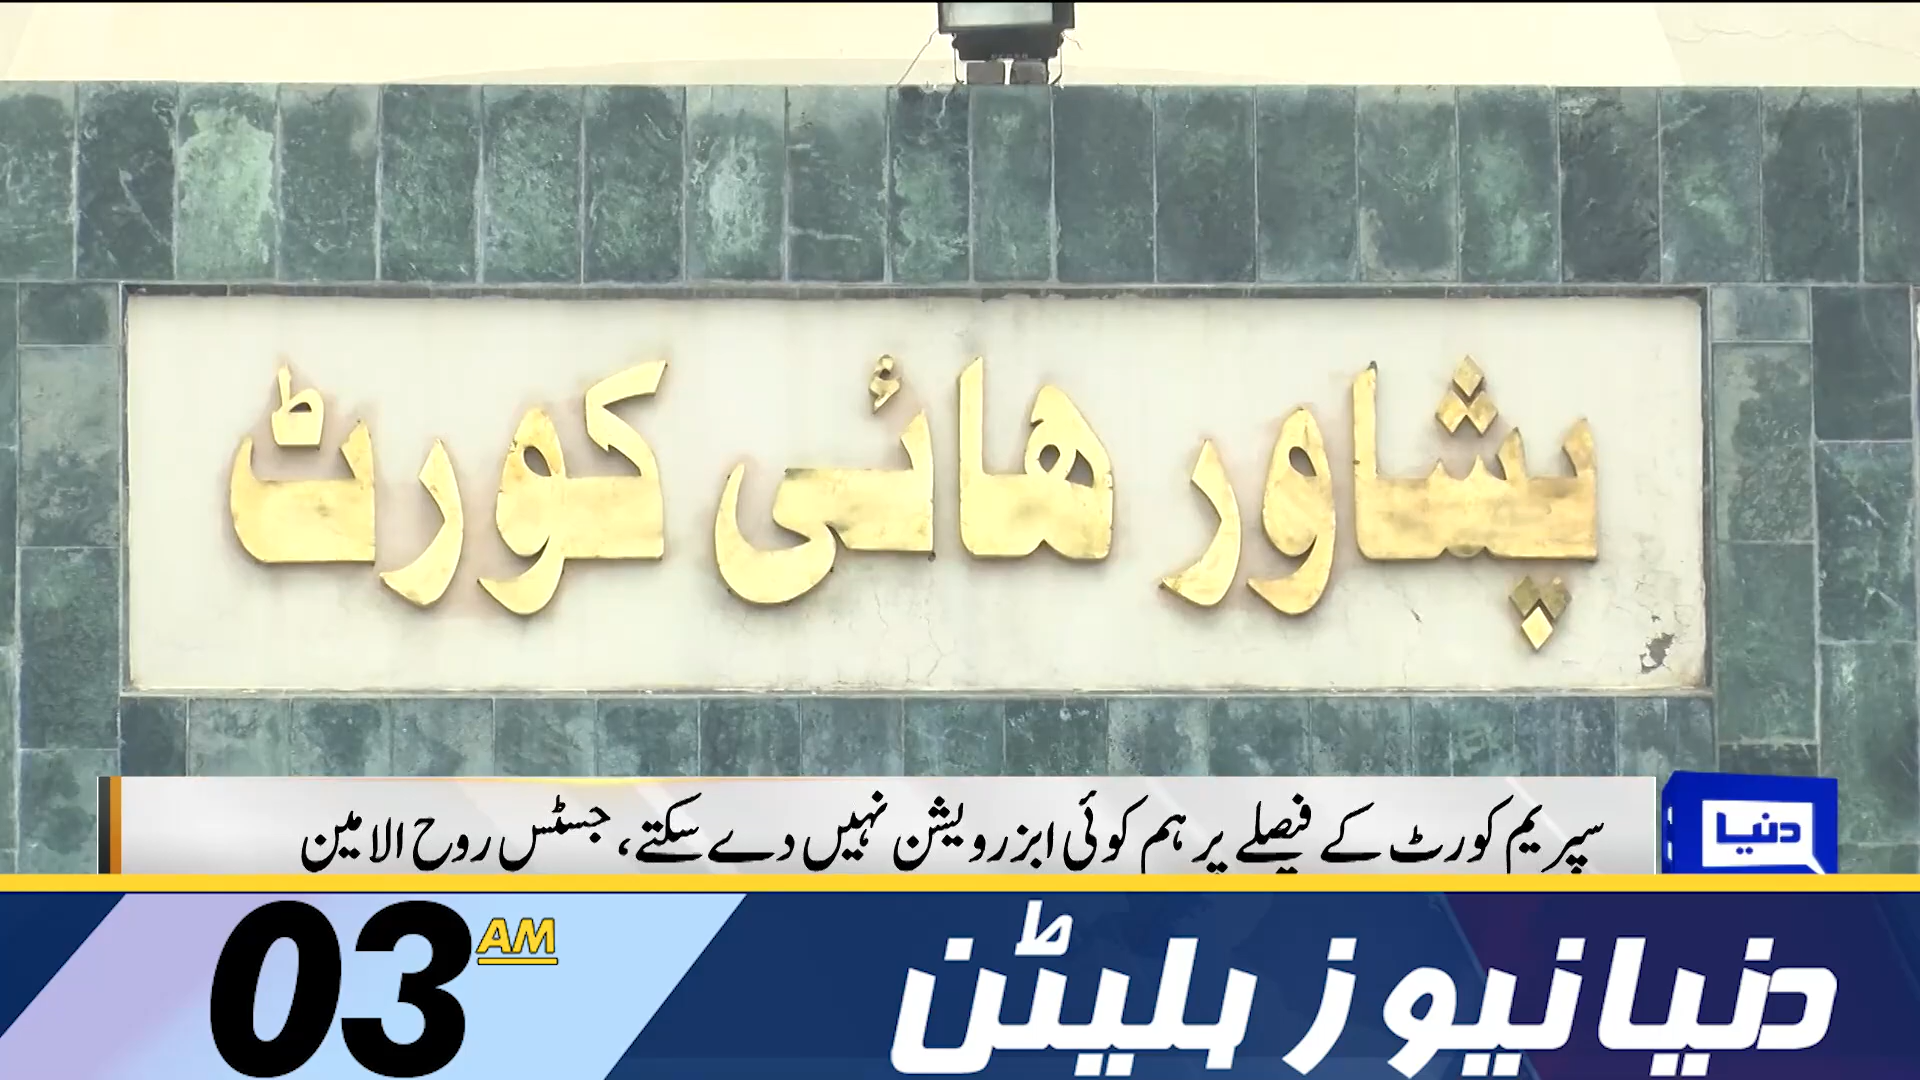 پشاور هائی کورٹ
سپریم کورٹ کے فیصلے پر ہم کوئی ابزرویشن نہیں دے سکتے، جسٹس روح الامین
دنیا
03 AM
دنیا نیوز بلیٹن